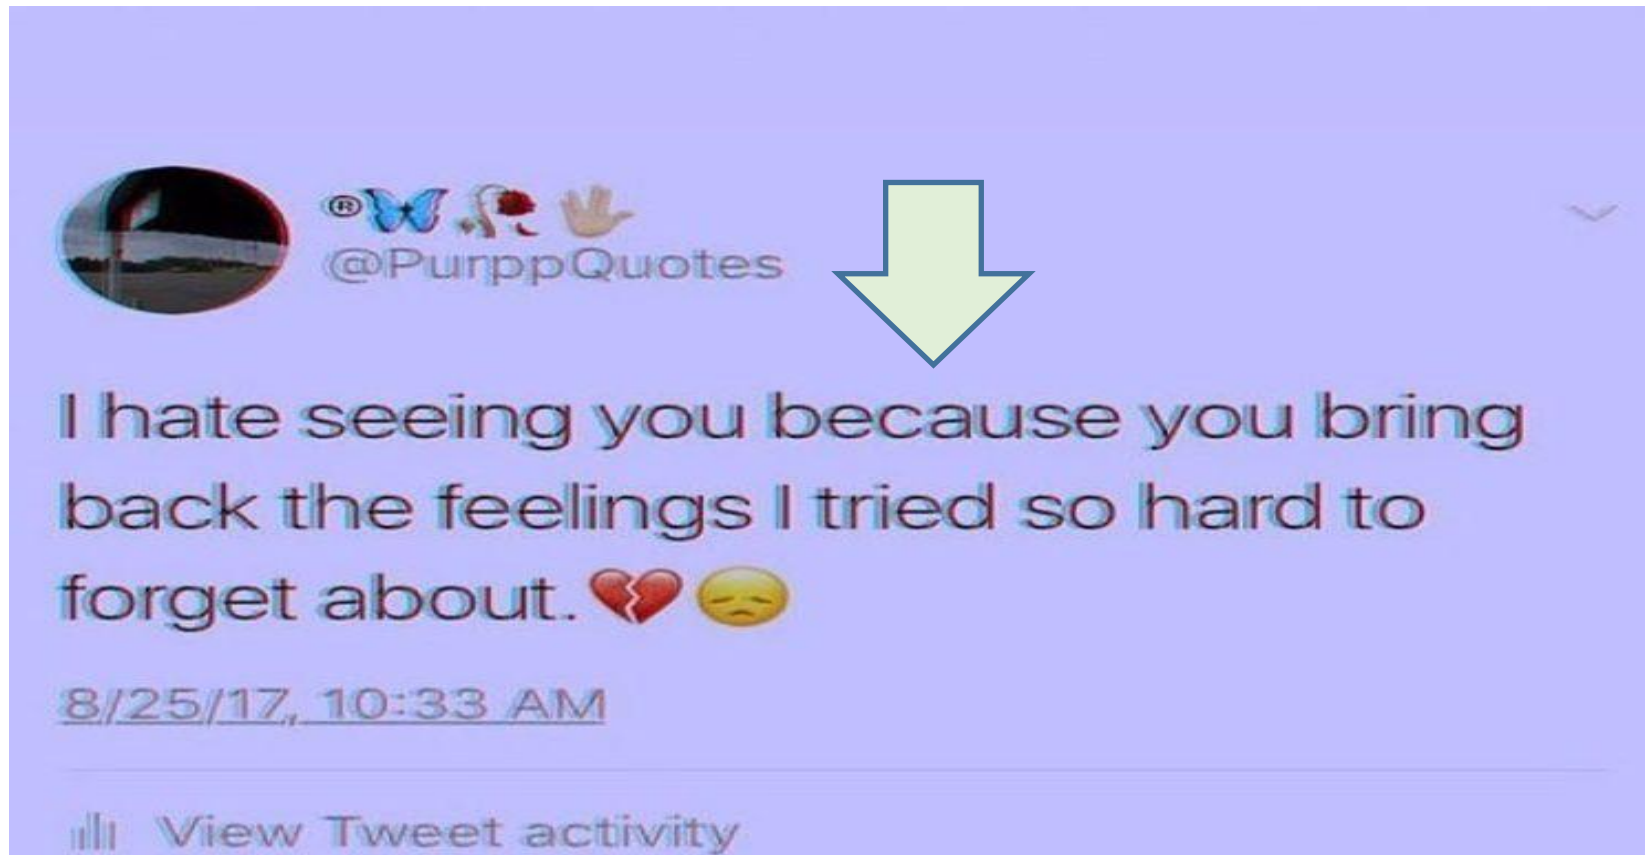 ®🦋🥀🖖🏼
@PurppQuotes
I hate seeing you because you bring
back the feelings I tried so hard to
forget about.💔😞
8/25/17, 10:33 AM
View Tweet activity